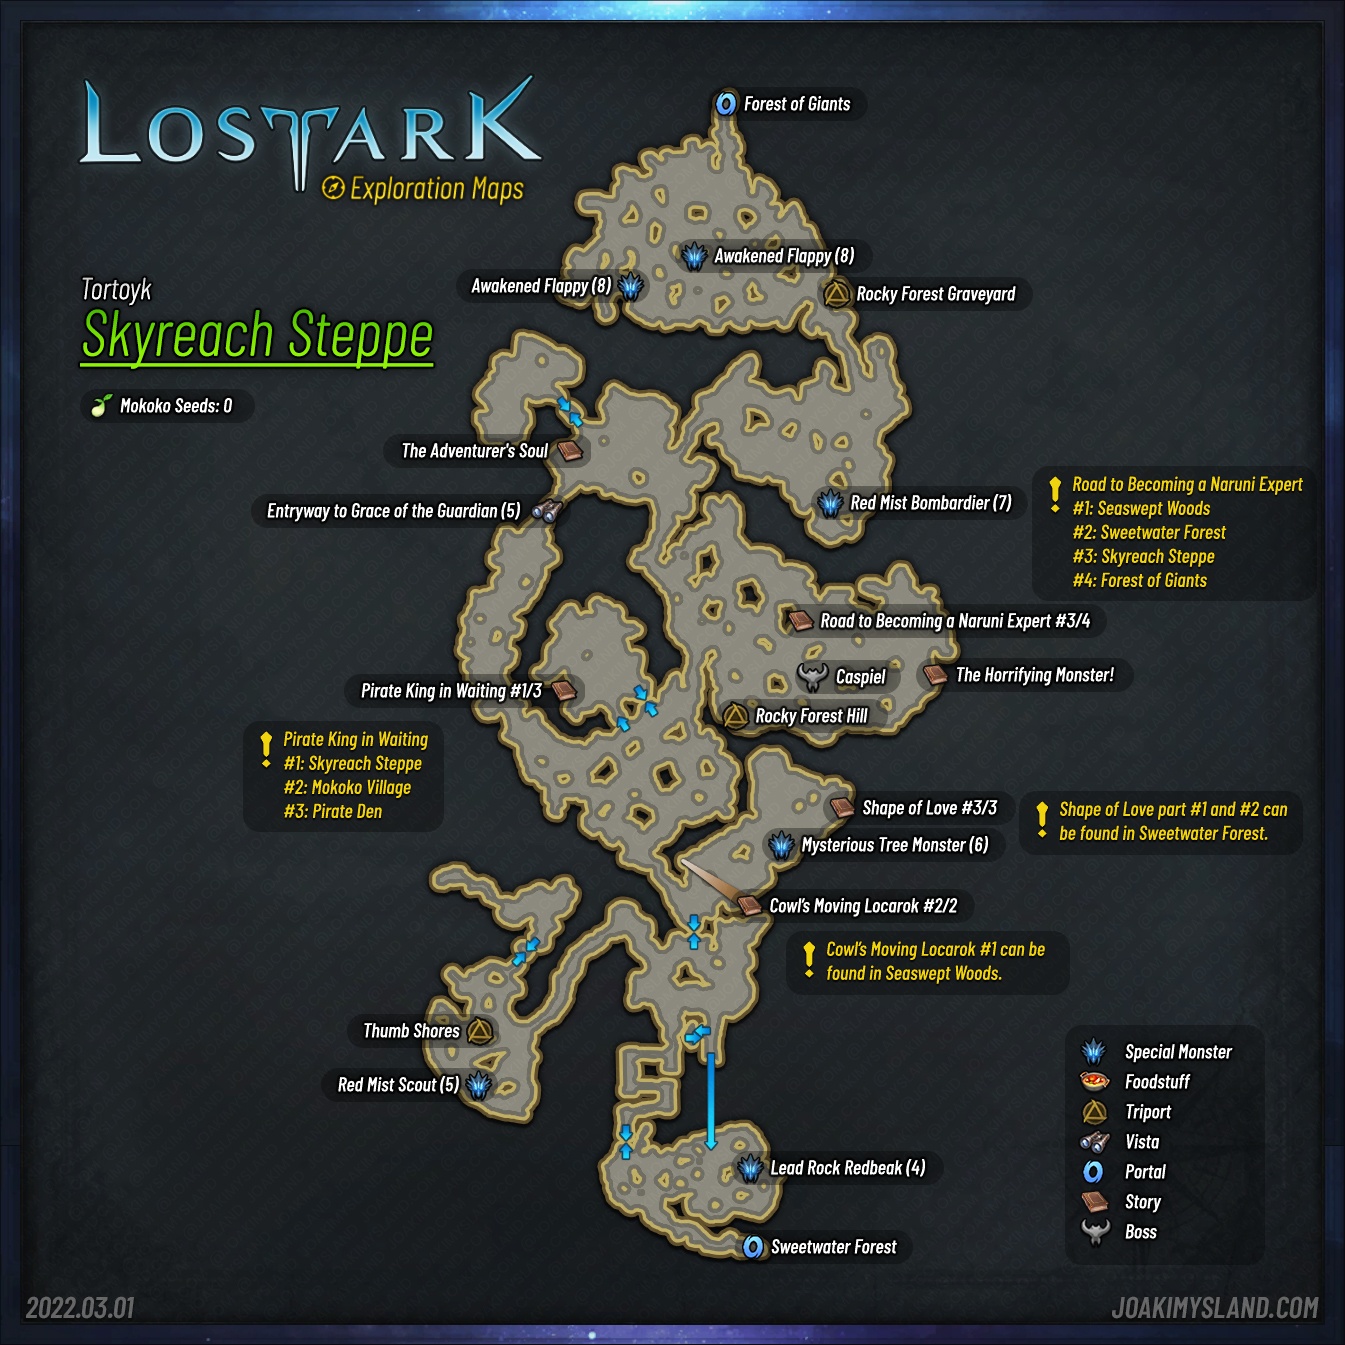 LOSTARK
Exploration Maps
Tortoyk
Skyreach Steppe
Mokoko Seeds: 0
Forest of Giants
Awakened Flappy (8)
Awakened Flappy (8)
Rocky Forest Graveyard
The Adventurer's Soul
Entryway to Grace of the Guardian (5)
Red Mist Bombardier (7)
Road to Becoming a Naruni Expert
#1: Seaswept Woods
#2: Sweetwater Forest
#3: Skyreach Steppe
#4: Forest of Giants
Road to Becoming a Naruni Expert #3/4
Caspiel
The Horrifying Monster!
Pirate King in Waiting #1/3
Rocky Forest Hill
Pirate King in Waiting
#1: Skyreach Steppe
#2: Mokoko Village
#3: Pirate Den
Shape of Love #3/3
Shape of Love part #1 and #2 can
be found in Sweetwater Forest.
Mysterious Tree Monster (6)
Cowl's Moving Locarok #2/2
Cowl's Moving Locarok #1 can be
found in Seaswept Woods.
Thumb Shores
Red Mist Scout (5)
Lead Rock Redbeak (4)
Sweetwater Forest
Special Monster
Foodstuff
Triport
Vista
Portal
Story
Boss
2022.03.01
JOAKIMYSLAND.COM